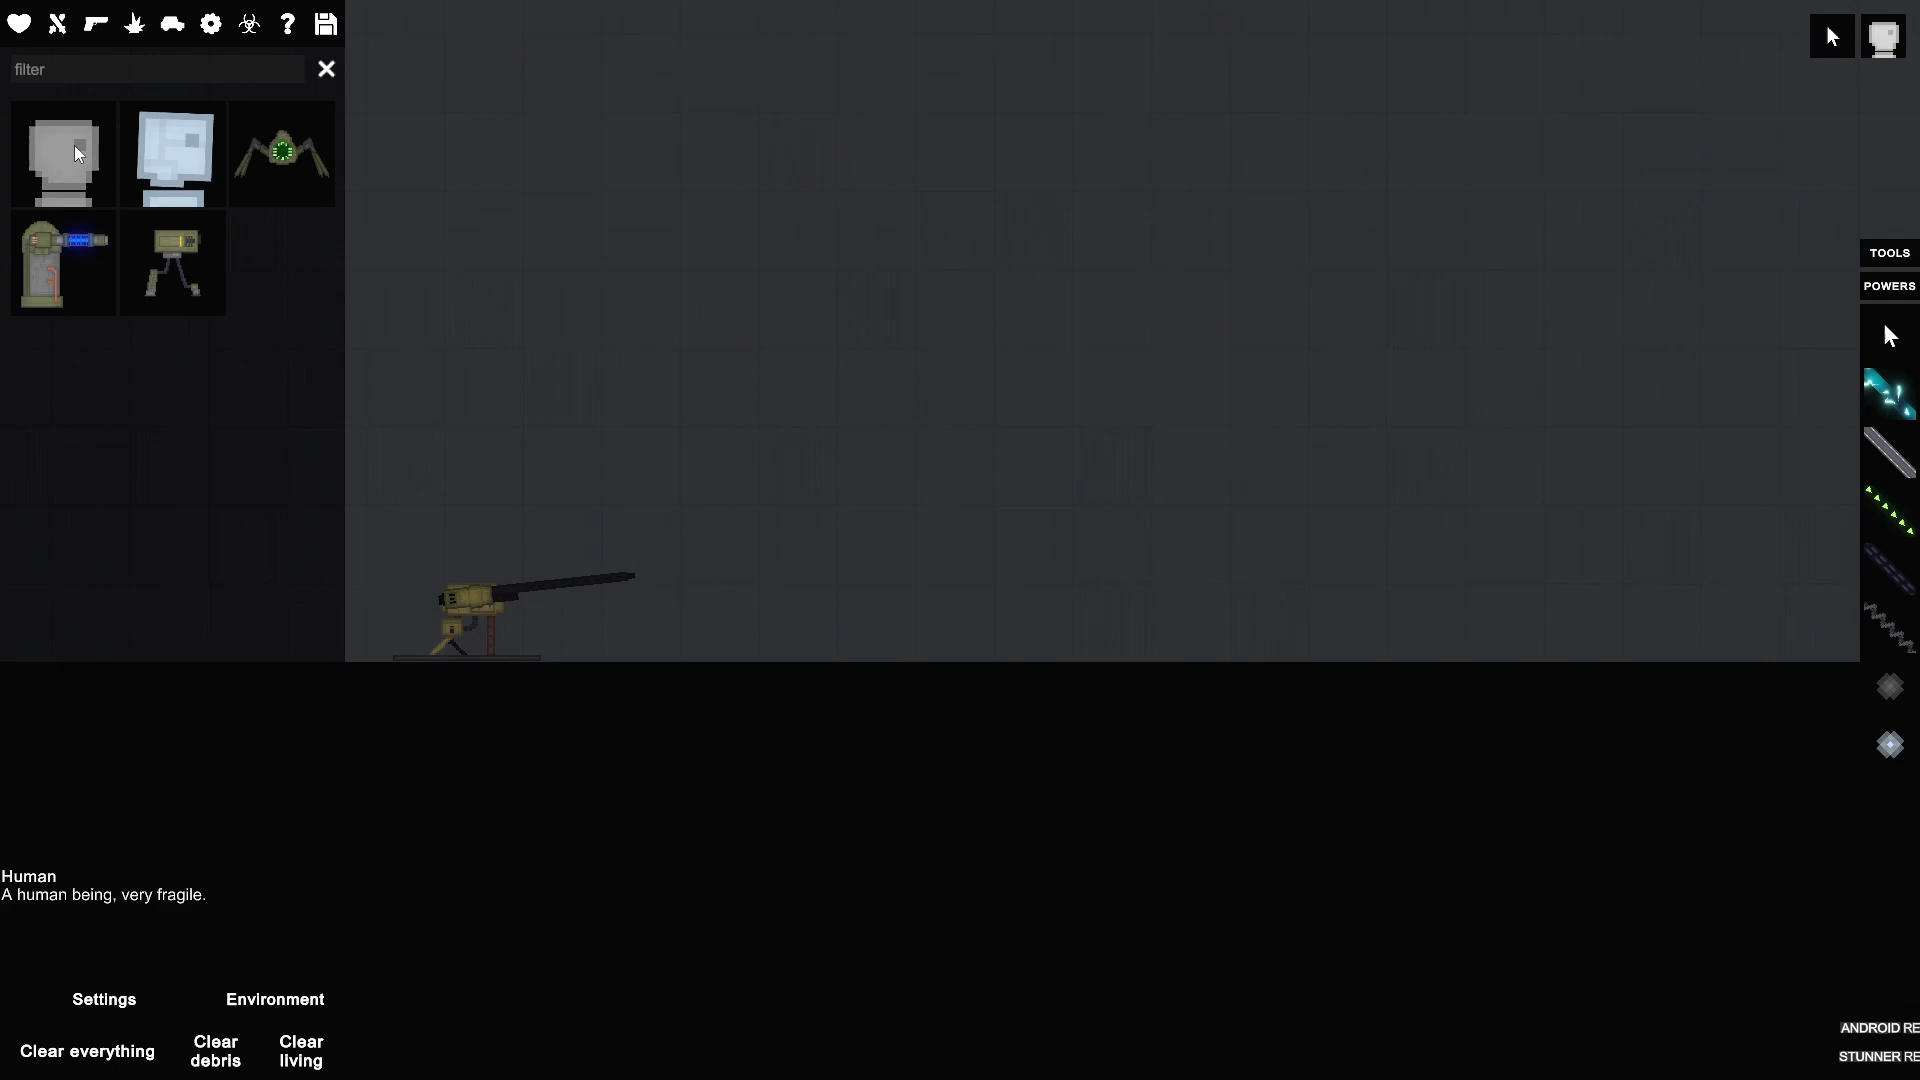 filter
TOOLS
POWERS
Human
A human being, very fragile.
Settings
Environment
Clear everything
Clear
debris
Clear
living
ANDROID RE
STUNNER RE